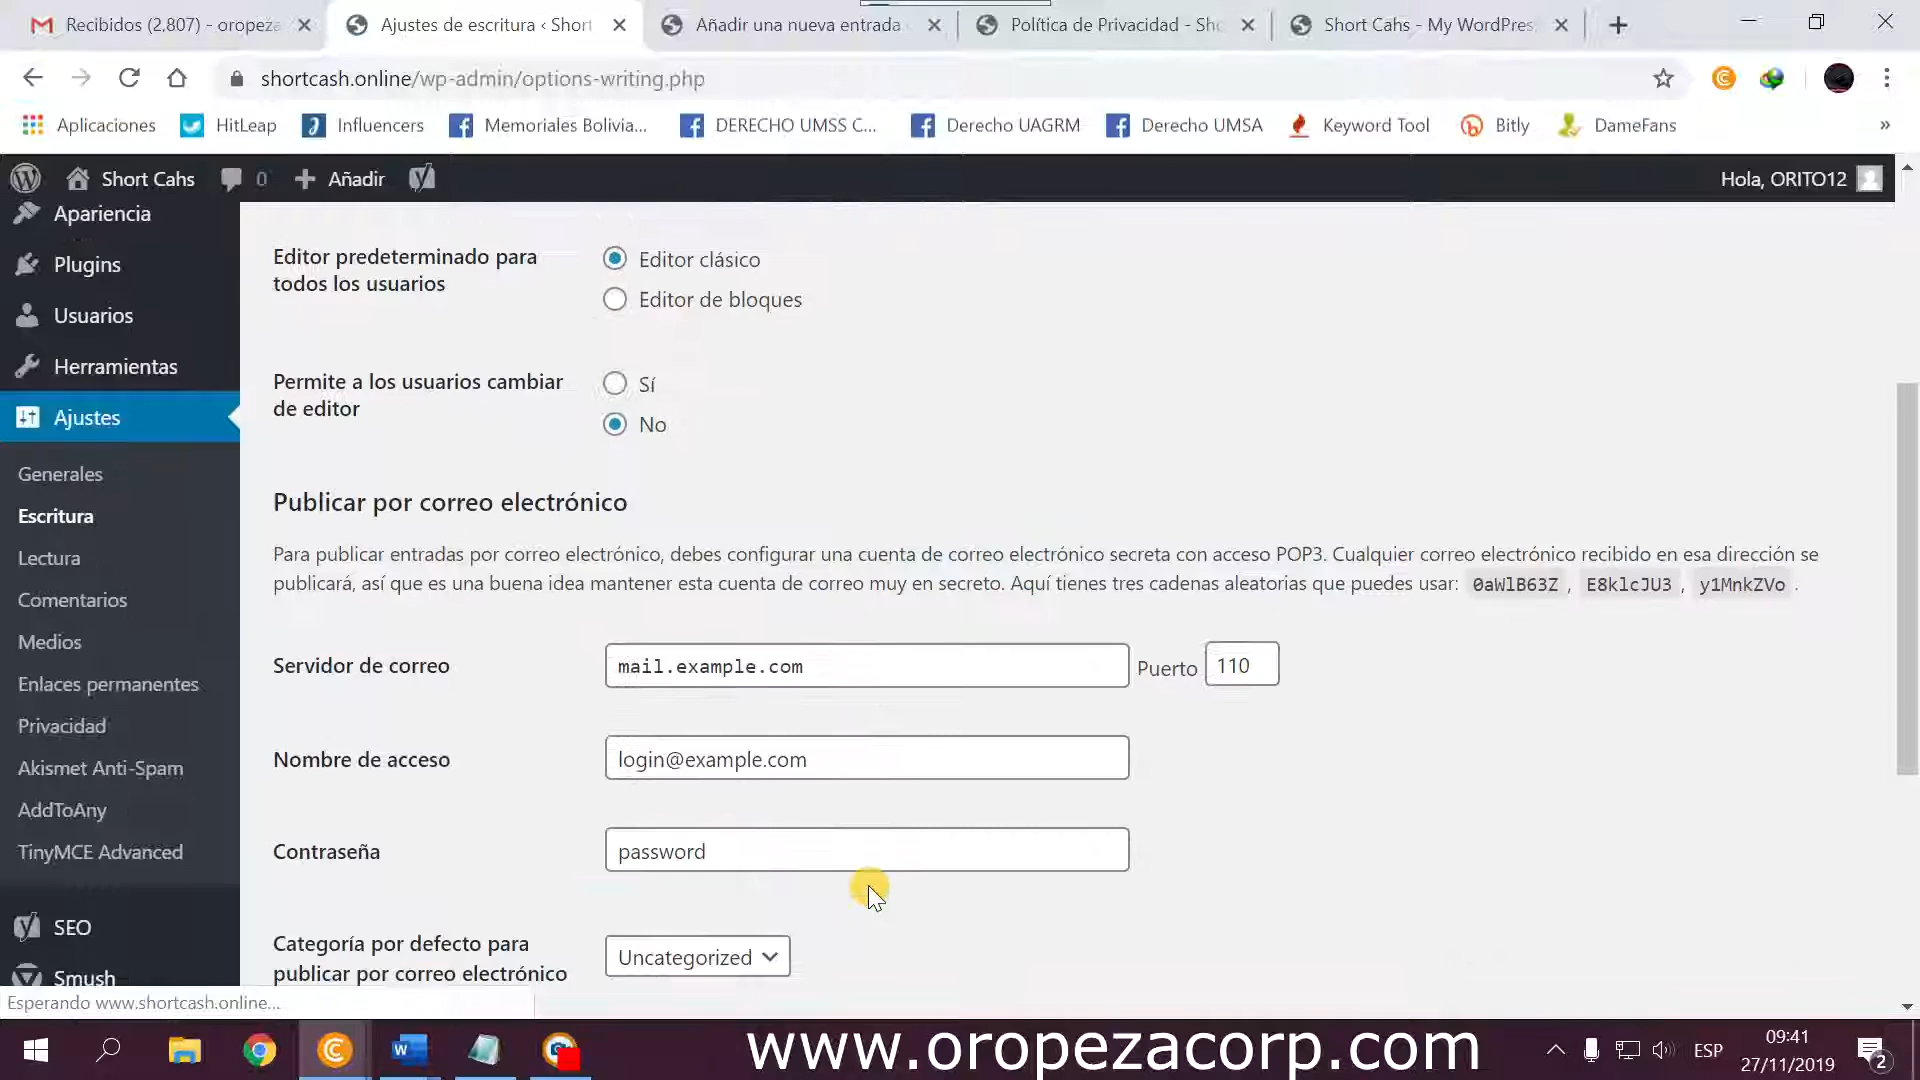 Recibidos (2,807) - oropeza
Ajustes de escritura ‹ Short
Añadir una nueva entrada
Política de Privacidad - Sho
Short Cahs - My WordPres
shortcash.online/wp-admin/options-writing.php
Aplicaciones
HitLeap
Influencers
Memoriales Bolivia...
DERECHO UMSS C...
Derecho UAGRM
Derecho UMSA
Keyword Tool
Bitly
DameFans
»
Short Cahs
0
Añadir
Hola, ORITO12
Apariencia
Plugins
Usuarios
Herramientas
Ajustes
Generales
Escritura
Lectura
Comentarios
Medios
Enlaces permanentes
Privacidad
Akismet Anti-Spam
AddToAny
TinyMCE Advanced
SEO
Smush
Editor predeterminado para
todos los usuarios
Editor clásico
Editor de bloques
Permite a los usuarios cambiar
de editor
Sí
No
Publicar por correo electrónico
Para publicar entradas por correo electrónico, debes configurar una cuenta de correo electrónico secreta con acceso POP3. Cualquier correo electrónico recibido en esa dirección se
publicará, así que es una buena idea mantener esta cuenta de correo muy en secreto. Aquí tienes tres cadenas aleatorias que puedes usar: 0aWlB63Z , E8klcJU3 , y1MnkZVo .
Servidor de correo
mail.example.com
Puerto
110
Nombre de acceso
login@example.com
Contraseña
password
Categoría por defecto para
publicar por correo electrónico
Uncategorized
Esperando www.shortcash.online...
www.oropezacorp.com
ESP
09:41
27/11/2019
2